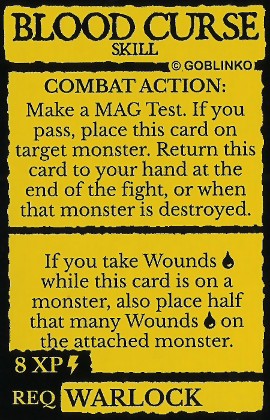 BLOOD CURSE
SKILL
© GOBLINKO
COMBAT ACTION:
Make a MAG Test. If you
pass, place this card on
target monster. Return this
card to your hand at the
end of the fight, or when
that monster is destroyed.
If you take Wounds
while this card is on a
monster, also place half
that many Wounds on
the attached monster.
8 XP
REQ WARLOCK